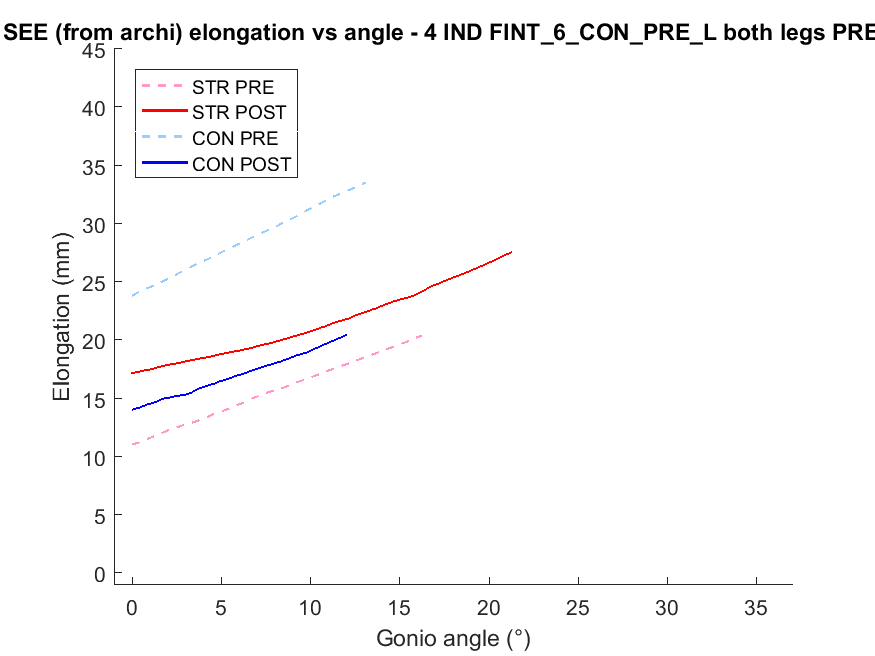 SEE (from archi) elongation vs angle - 4 IND FINT_6_CON_PRE_L both legs PRE
45
40
35
30
25
20
15
10
5
0
Elongation (mm)
STR PRE
STR POST
CON PRE
CON POST
0 5 10 15 20 25 30 35
Gonio angle (°)